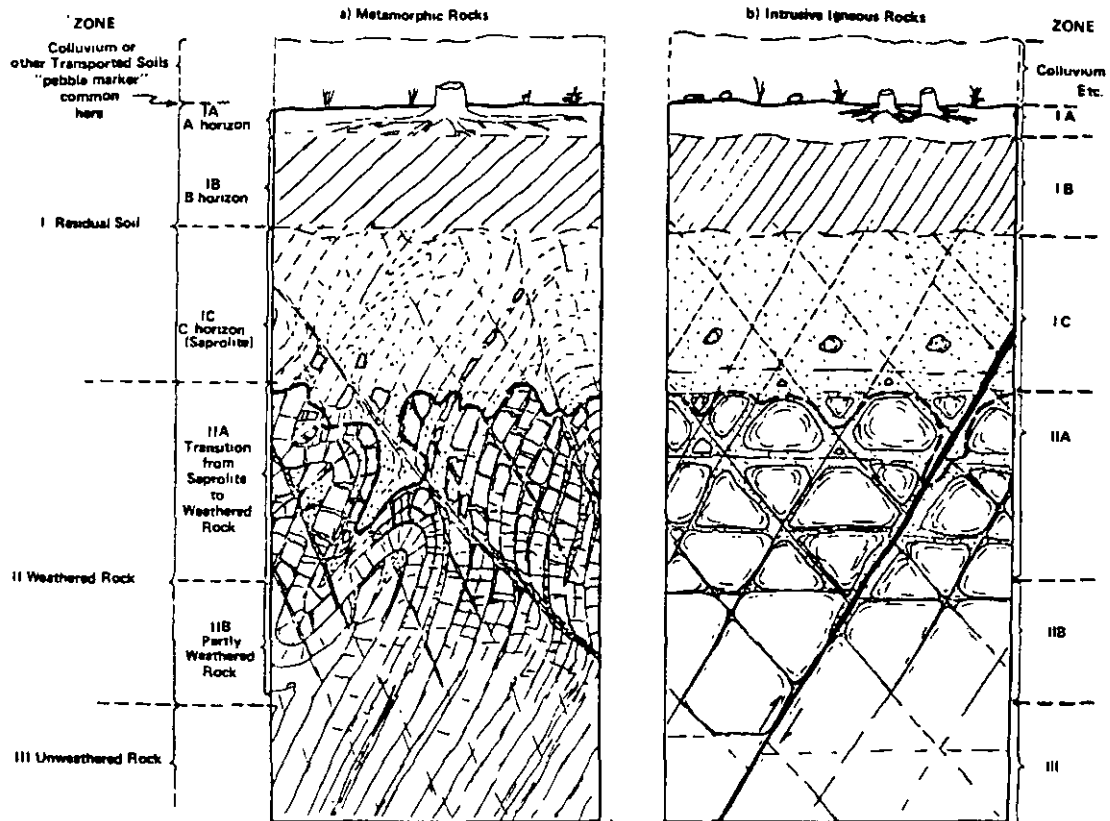 a) Metamorphic Rocks
b) Intrusive Igneous Rocks
ZONE
Colluvium or
other Transported Soils
"pebble marker"
common
here
IA
A horizon
IB
B horizon
I Residual Soil
IC
C horizon
(Saprolite)
IIA
Transition
from
Saprolite
to
Weathered
Rock
II Weathered Rock
IIB
Partly
Weathered
Rock
III Unweathered Rock
ZONE
Colluvium
Etc.
IA
IB
IC
IIA
IIB
III